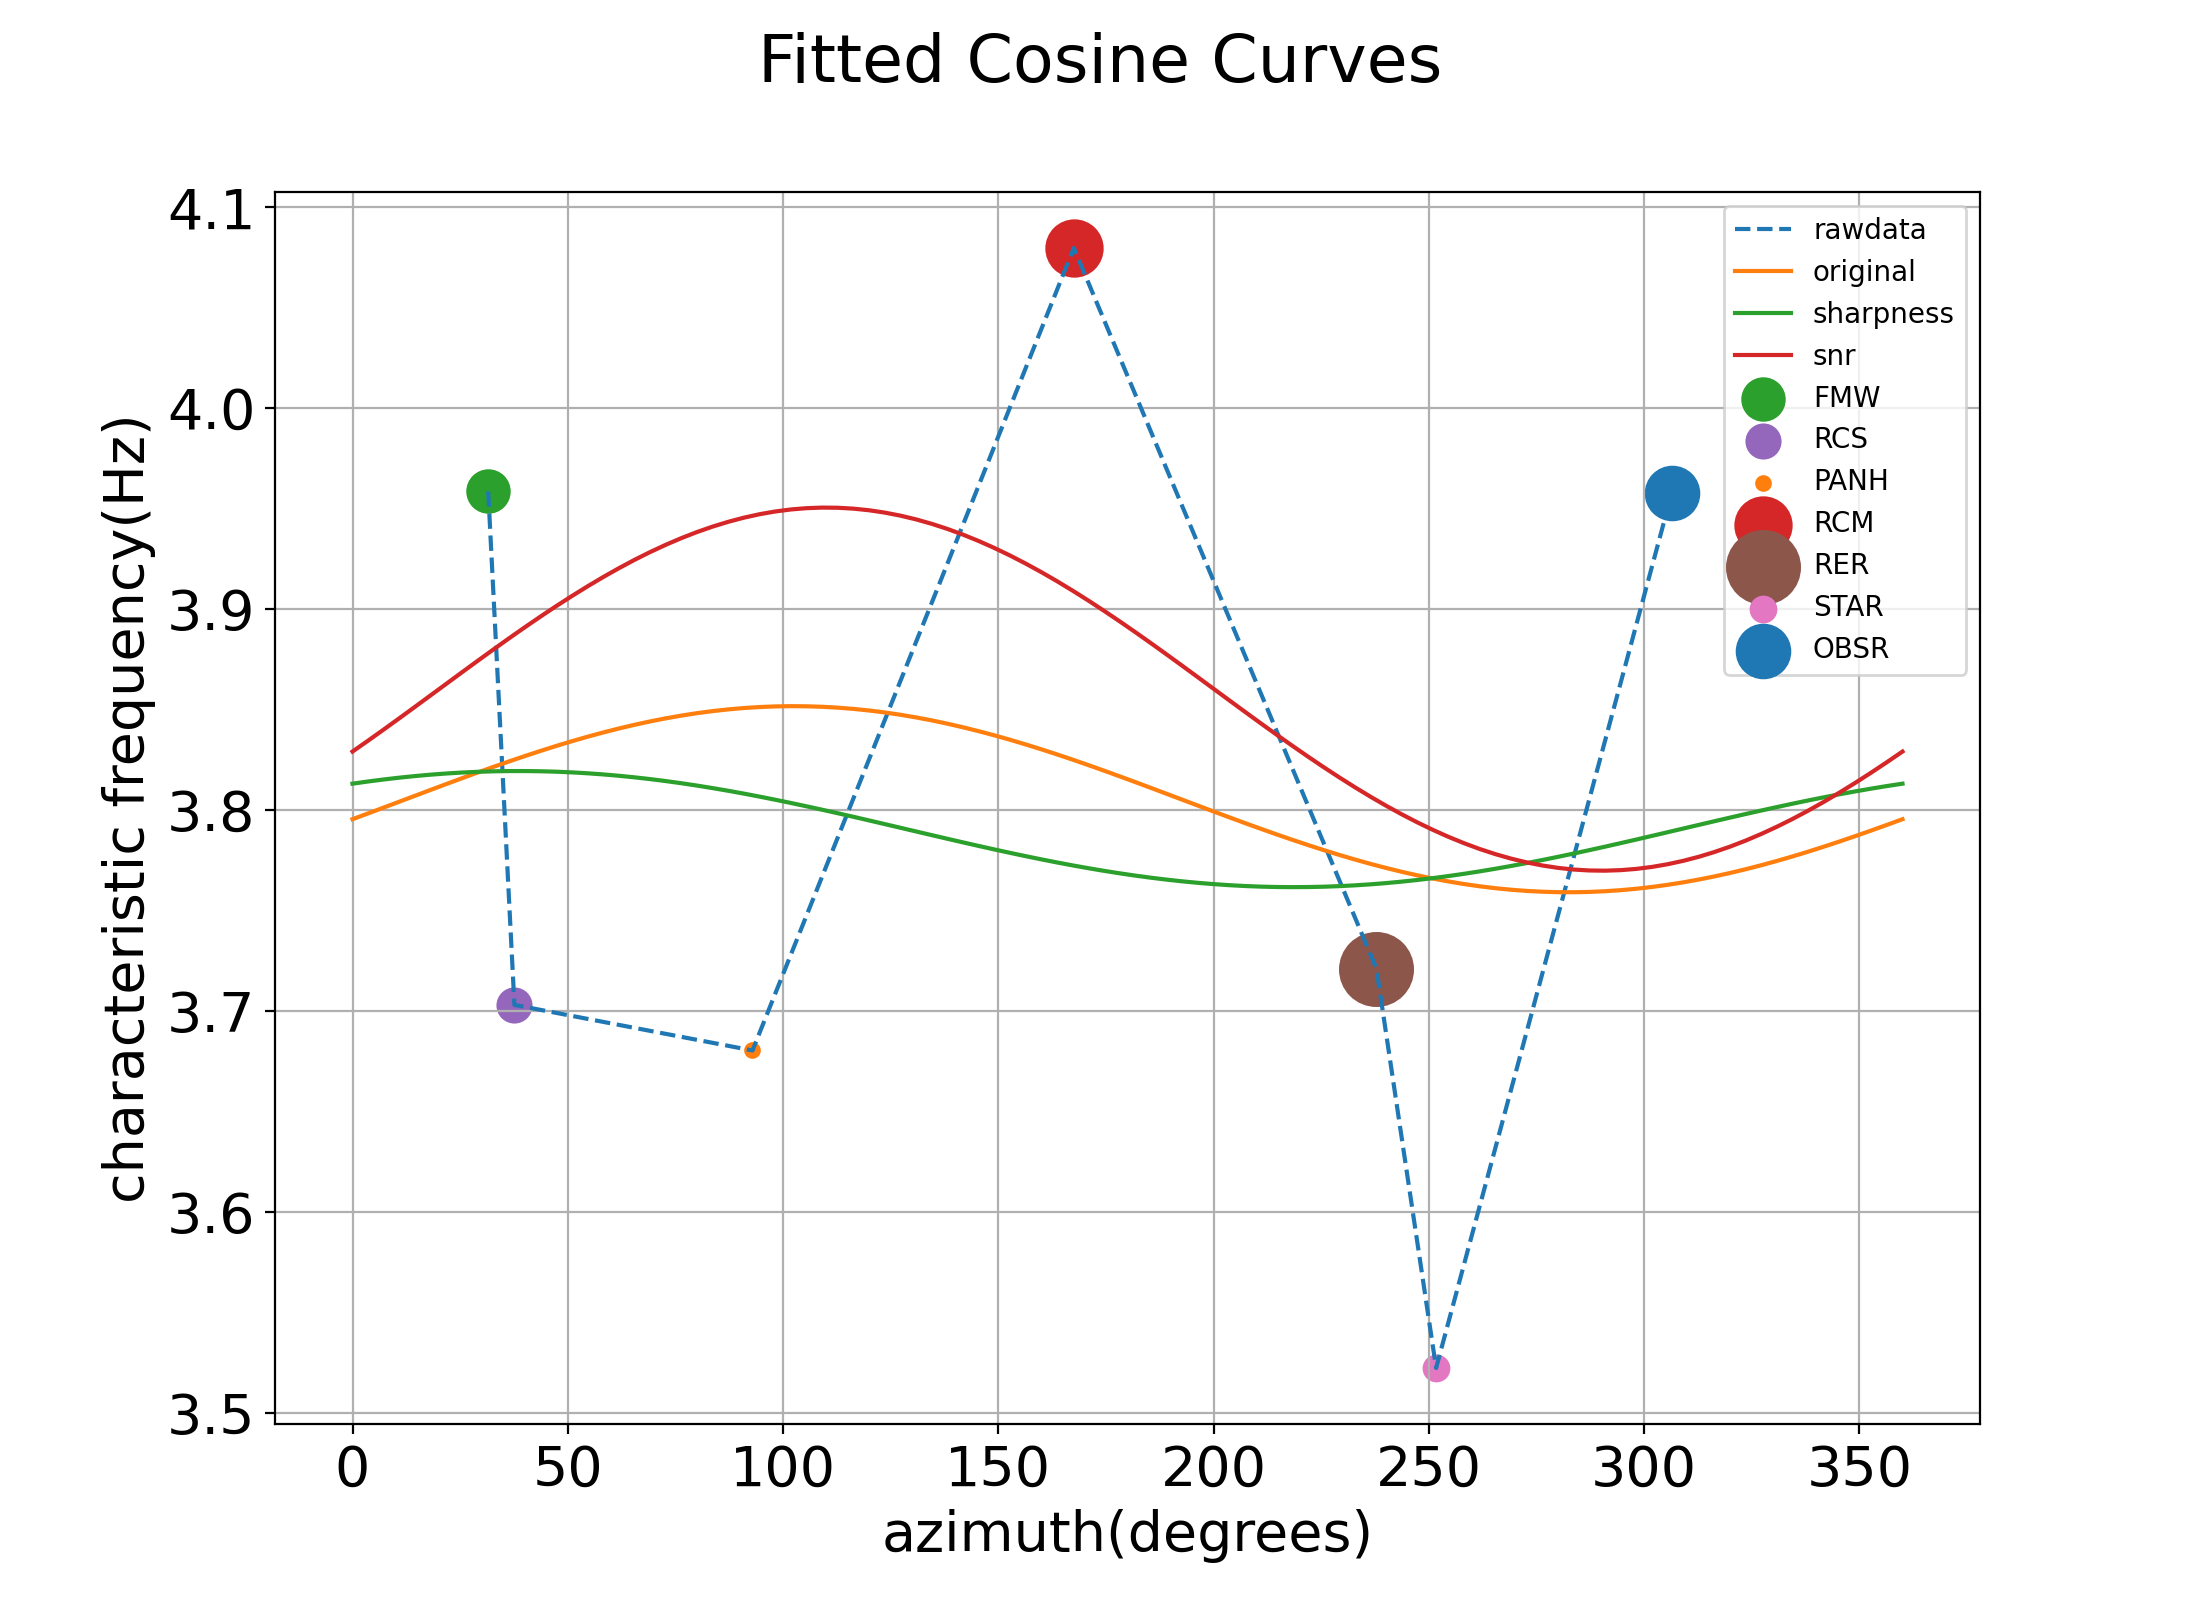 Fitted Cosine Curves
4.1
4.0
3.9
3.8
3.7
3.6
3.5
characteristic frequency(Hz)
rawdata
original
sharpness
snr
FMW
RCS
PANH
RCM
RER
STAR
OBSR
0 50 100 150 200 250 300 350
azimuth(degrees)